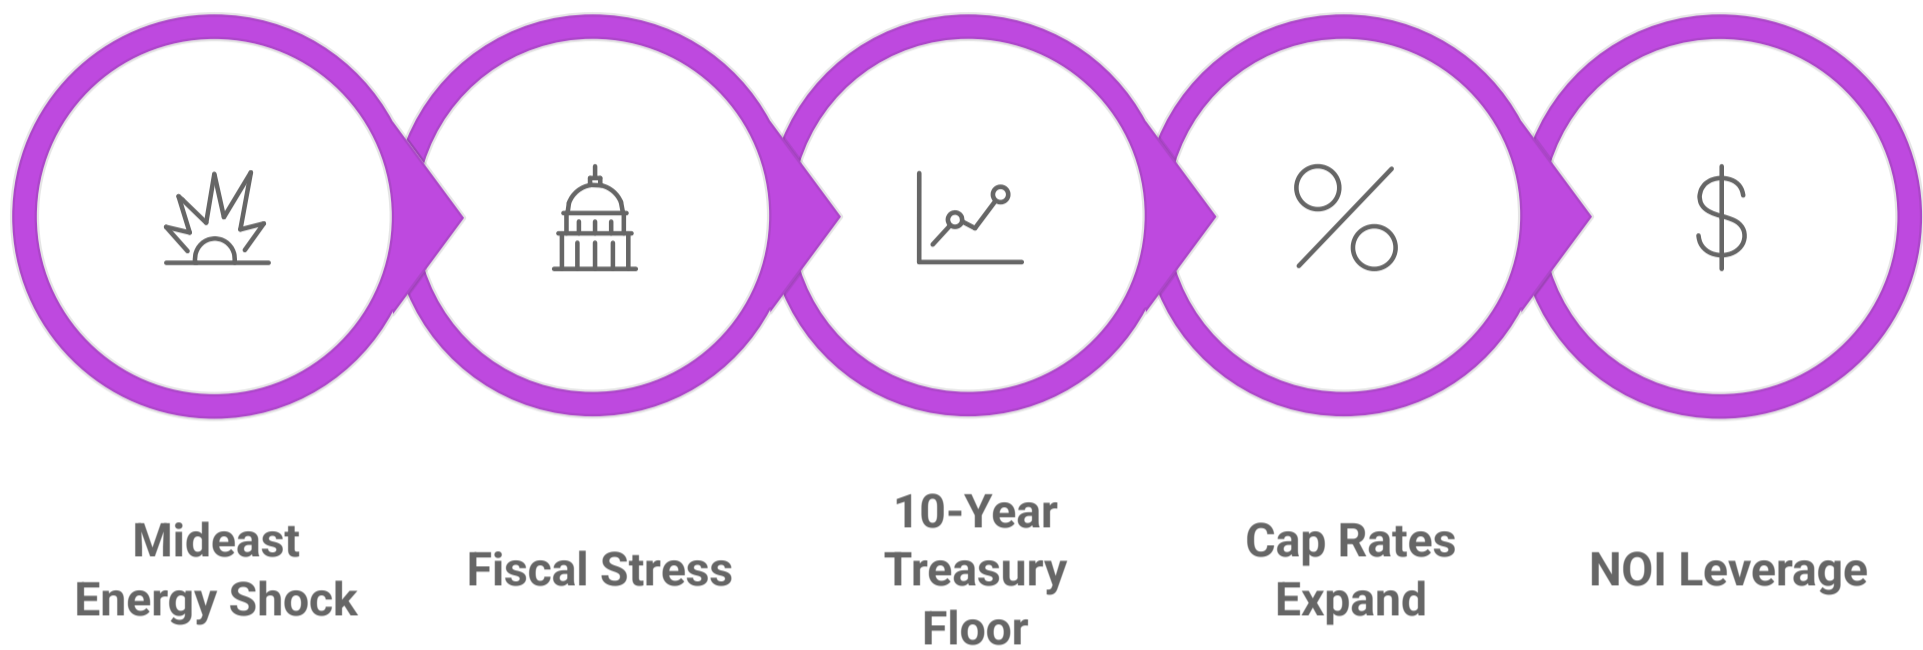 Mideast
Energy Shock
Fiscal Stress
10-Year
Treasury
Floor
Cap Rates
Expand
NOI Leverage